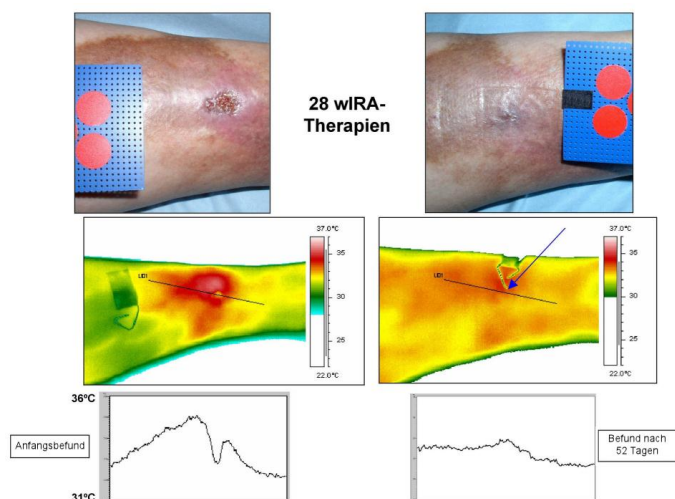 28 wIRA-
Therapien
37.0°C
35
30
25
22.0°C
LI01
37.0°C
35
30
25
22.0°C
LI01
36°C
31°C
Anfangsbefund
Befund nach
52 Tagen